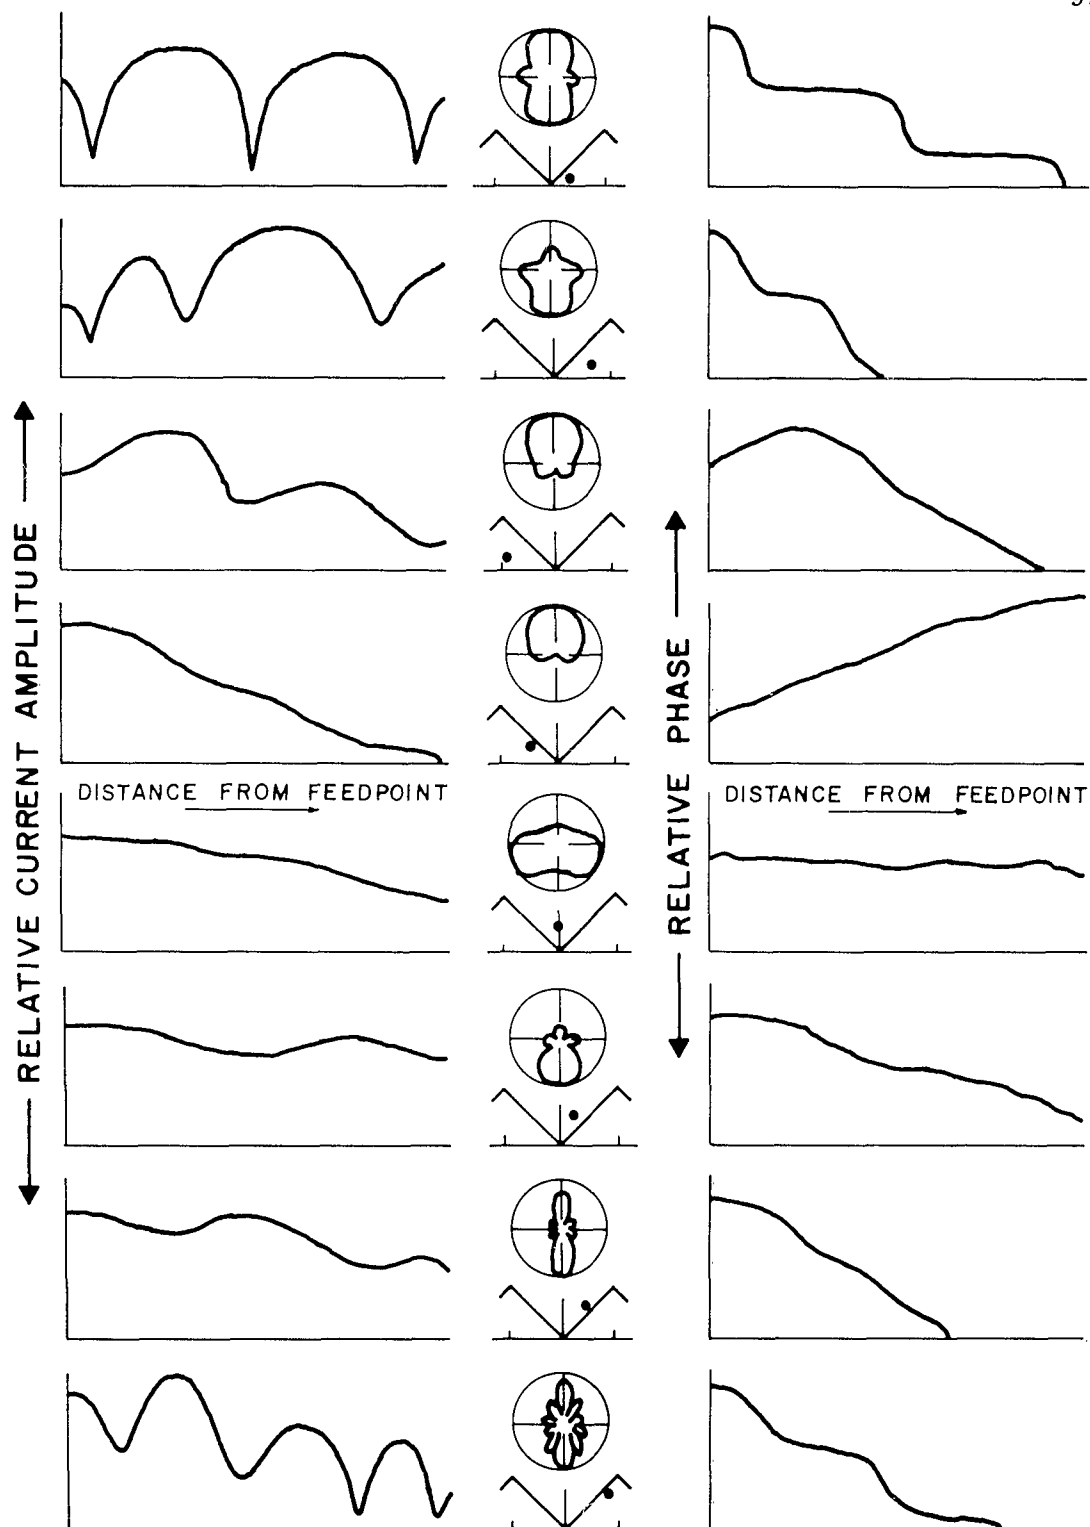 RELATIVE CURRENT AMPLITUDE
DISTANCE FROM FEEDPOINT
RELATIVE PHASE
DISTANCE FROM FEEDPOINT